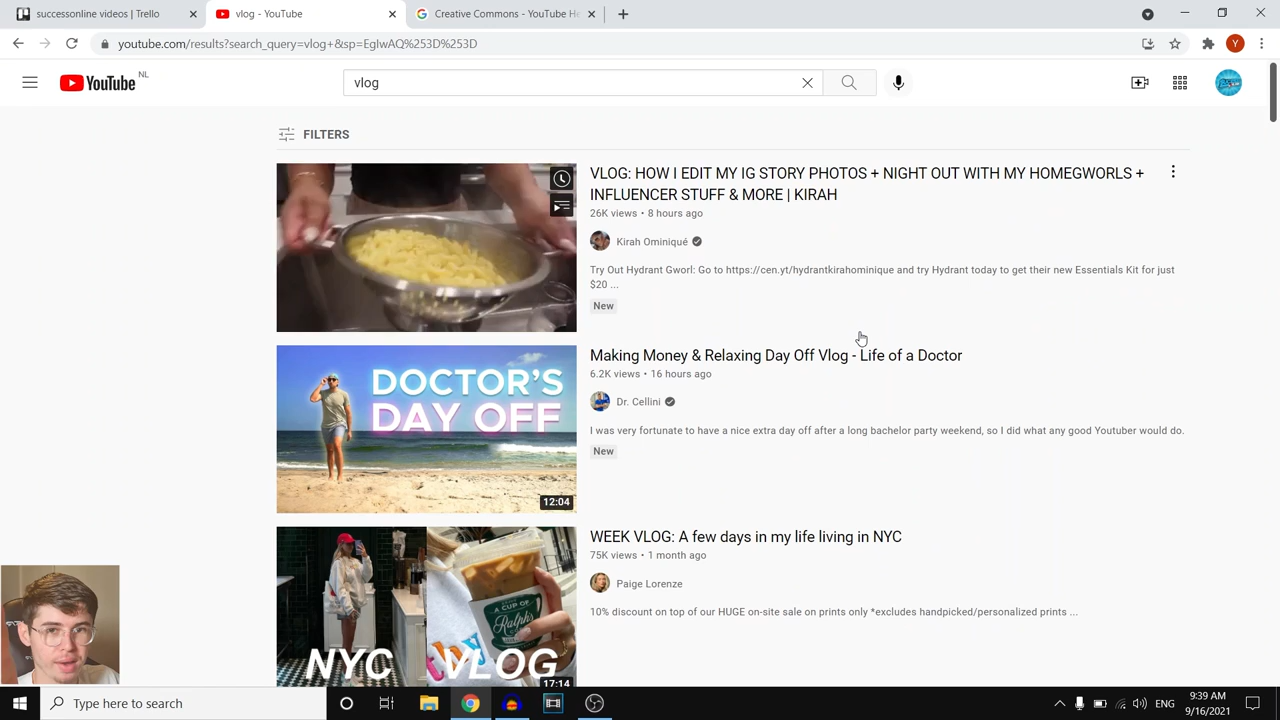 successonline videos | Trello
vlog - YouTube
Creative Commons - YouTube He
youtube.com/results?search_query=vlog+&sp=EgIwAQ%253D%253D
Y
YouTube NL
vlog
FILTERS
VLOG: HOW I EDIT MY IG STORY PHOTOS + NIGHT OUT WITH MY HOMEGWORLS +
INFLUENCER STUFF & MORE | KIRAH
26K views • 8 hours ago
Kirah Ominiqué
Try Out Hydrant Gworl: Go to https://cen.yt/hydrantkirahominique and try Hydrant today to get their new Essentials Kit for just
$20 ...
New
DOCTOR'S
DAY OFF
12:04
Making Money & Relaxing Day Off Vlog - Life of a Doctor
6.2K views • 16 hours ago
Dr. Cellini
I was very fortunate to have a nice extra day off after a long bachelor party weekend, so I did what any good Youtuber would do.
New
A CUP OF
Ralph's
NYC VLOG
17:14
WEEK VLOG: A few days in my life living in NYC
75K views • 1 month ago
Paige Lorenze
10% discount on top of our HUGE on-site sale on prints only *excludes handpicked/personalized prints ...
Type here to search
ENG
9:39 AM
9/16/2021